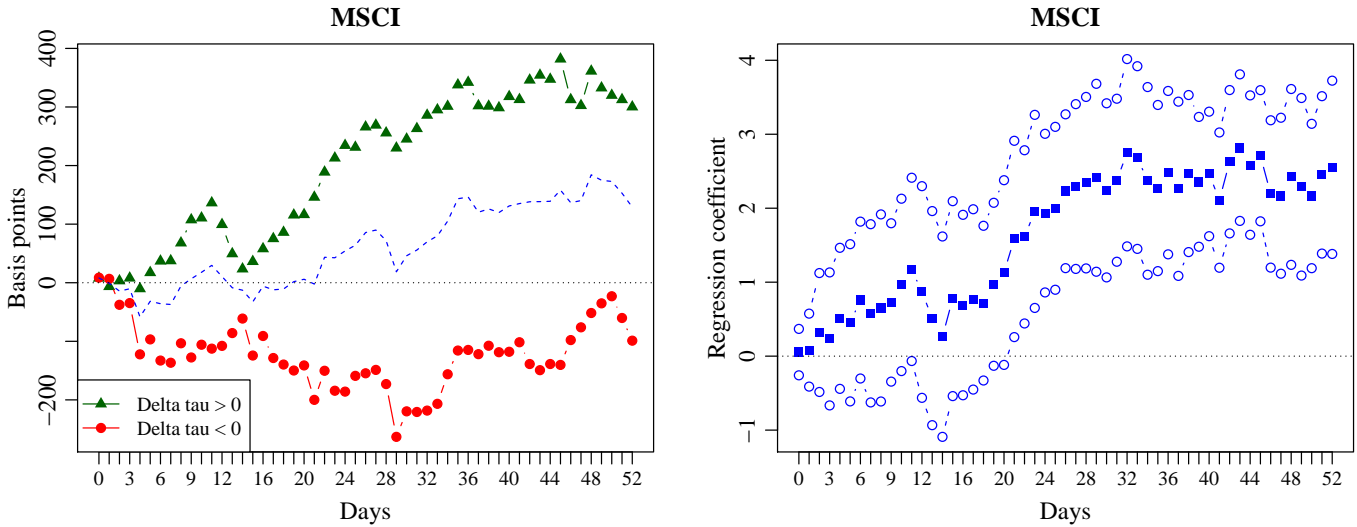 MSCI
Basis points
400
300
200
100
0
−200
Delta tau > 0
Delta tau < 0
0 3 6 9 12 16 20 24 28 32 36 40 44 48 52
Days
MSCI
Regression coefficient
4
3
2
1
0
−1
0 3 6 9 12 16 20 24 28 32 36 40 44 48 52
Days